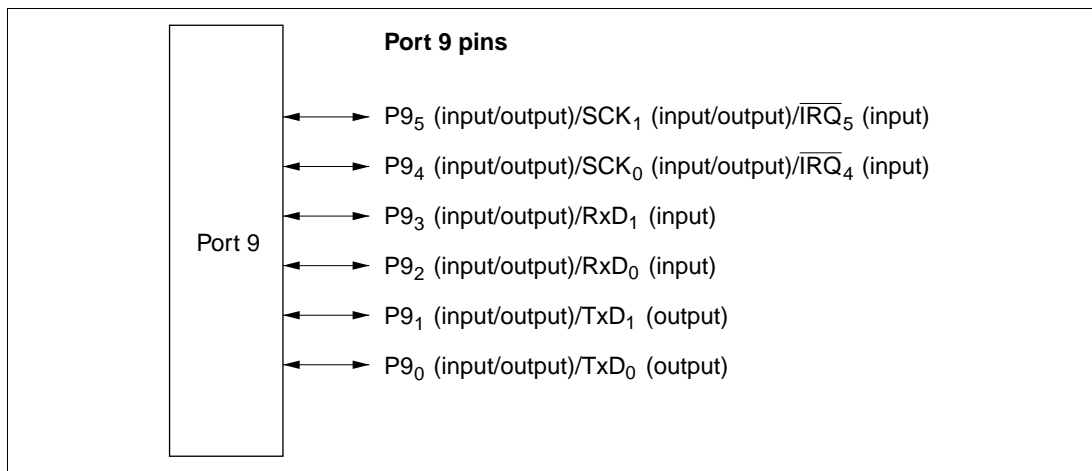 Port 9 pins
P9₅ (input/output)/SCK₁ (input/output)/I̅R̅Q̅₅ (input)
P9₄ (input/output)/SCK₀ (input/output)/I̅R̅Q̅₄ (input)
P9₃ (input/output)/RxD₁ (input)
Port 9
P9₂ (input/output)/RxD₀ (input)
P9₁ (input/output)/TxD₁ (output)
P9₀ (input/output)/TxD₀ (output)